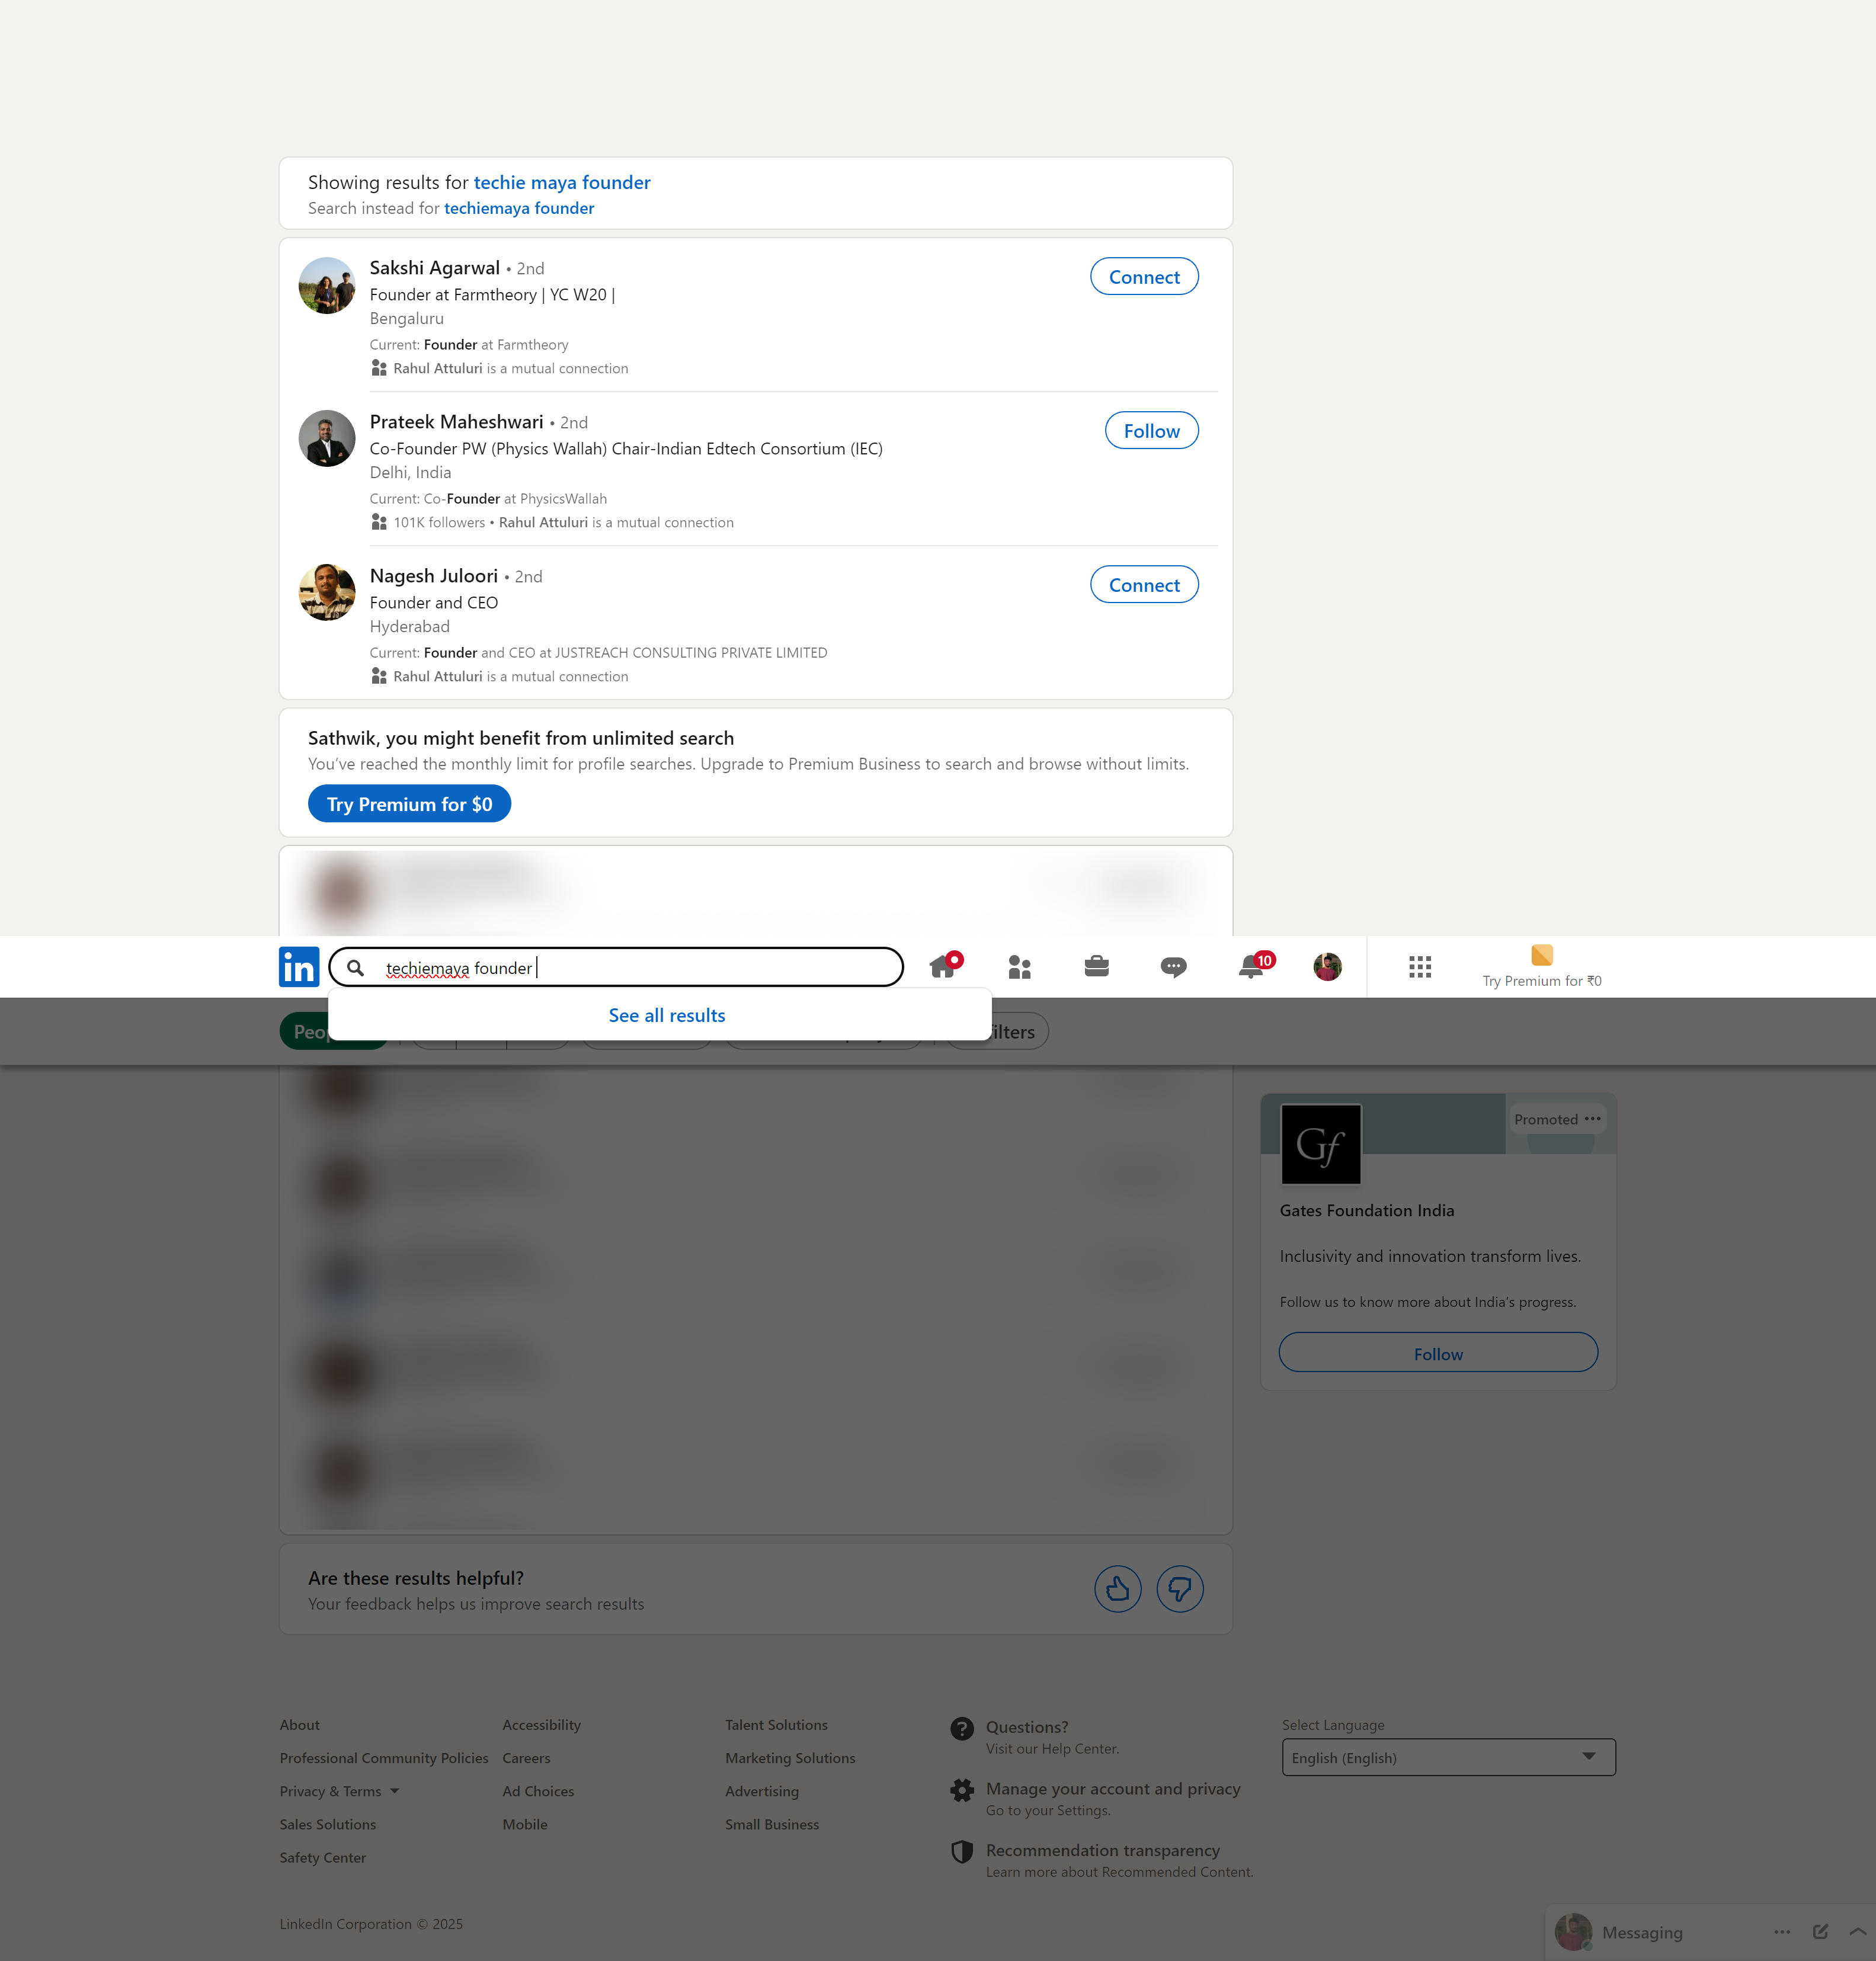 Showing results for techie maya founder
Search instead for techiemaya founder
Sakshi Agarwal • 2nd
Connect
Founder at Farmtheory | YC W20 |
Bengaluru
Current: Founder at Farmtheory
Rahul Attuluri is a mutual connection
Prateek Maheshwari • 2nd
Follow
Co-Founder PW (Physics Wallah) Chair-Indian Edtech Consortium (IEC)
Delhi, India
Current: Co-Founder at PhysicsWallah
101K followers • Rahul Attuluri is a mutual connection
Nagesh Juloori • 2nd
Connect
Founder and CEO
Hyderabad
Current: Founder and CEO at JUSTREACH CONSULTING PRIVATE LIMITED
Rahul Attuluri is a mutual connection
Sathwik, you might benefit from unlimited search
You've reached the monthly limit for profile searches. Upgrade to Premium Business to search and browse without limits.
Try Premium for $0
in
techiemaya founder
10
Try Premium for ₹0
See all results
Promoted
Gf
Gates Foundation India
Inclusivity and innovation transform lives.
Follow us to know more about India's progress.
Follow
Are these results helpful?
Your feedback helps us improve search results
About
Accessibility
Talent Solutions
Professional Community Policies
Careers
Marketing Solutions
Privacy & Terms
Ad Choices
Advertising
Sales Solutions
Mobile
Small Business
Safety Center
Questions?
Visit our Help Center.
Manage your account and privacy
Go to your Settings.
Recommendation transparency
Learn more about Recommended Content.
Select Language
English (English)
LinkedIn Corporation © 2025
Messaging